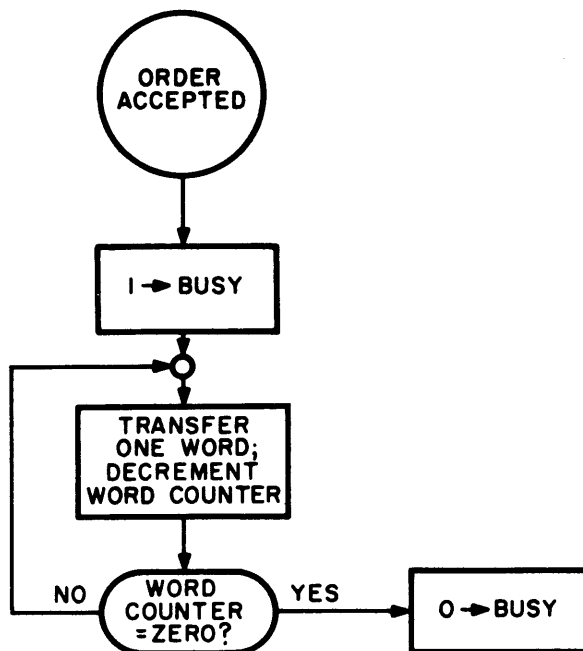 ORDER
ACCEPTED
1 → BUSY
TRANSFER
ONE WORD;
DECREMENT
WORD COUNTER
NO
WORD
COUNTER
=ZERO?
YES
0 → BUSY